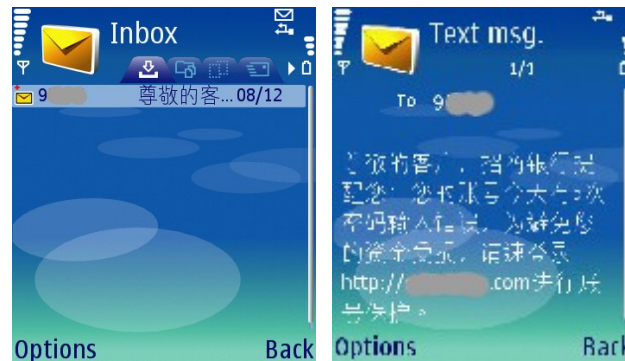 Inbox
9 尊敬的客... 08/12
Options Back
Text msg.
1/1
To 9
尊敬的客户，招商银行提
醒您：您的账号今天有 次
密码输入错误，为避免您
的资金受损，请速登录
http:// .com进行账
号保护。
Options Back